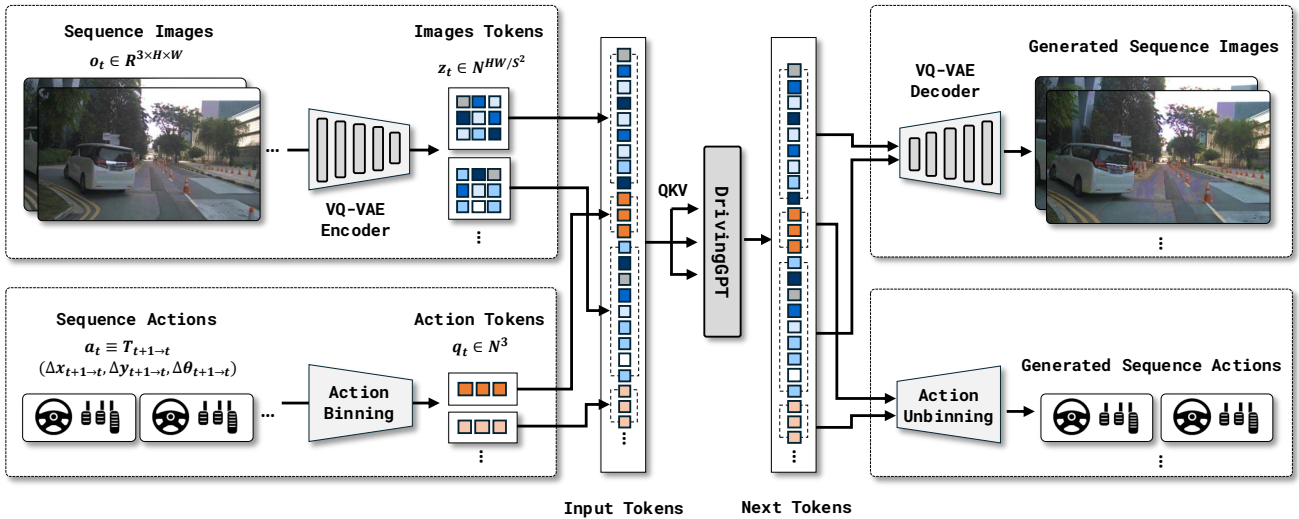 Sequence Images
o_t ∈ R^{3×H×W}
...
VQ-VAE
Encoder
Images Tokens
z_t ∈ N^{HW/S^2}
⋮
Sequence Actions
a_t ≡ T_{t+1→t}
(Δx_{t+1→t}, Δy_{t+1→t}, Δθ_{t+1→t})
...
Action
Binning
Action Tokens
q_t ∈ N^3
⋮
⋮
Input Tokens
QKV
DrivingGPT
⋮
Next Tokens
VQ-VAE
Decoder
Generated Sequence Images
⋮
Action
Unbinning
Generated Sequence Actions
⋮